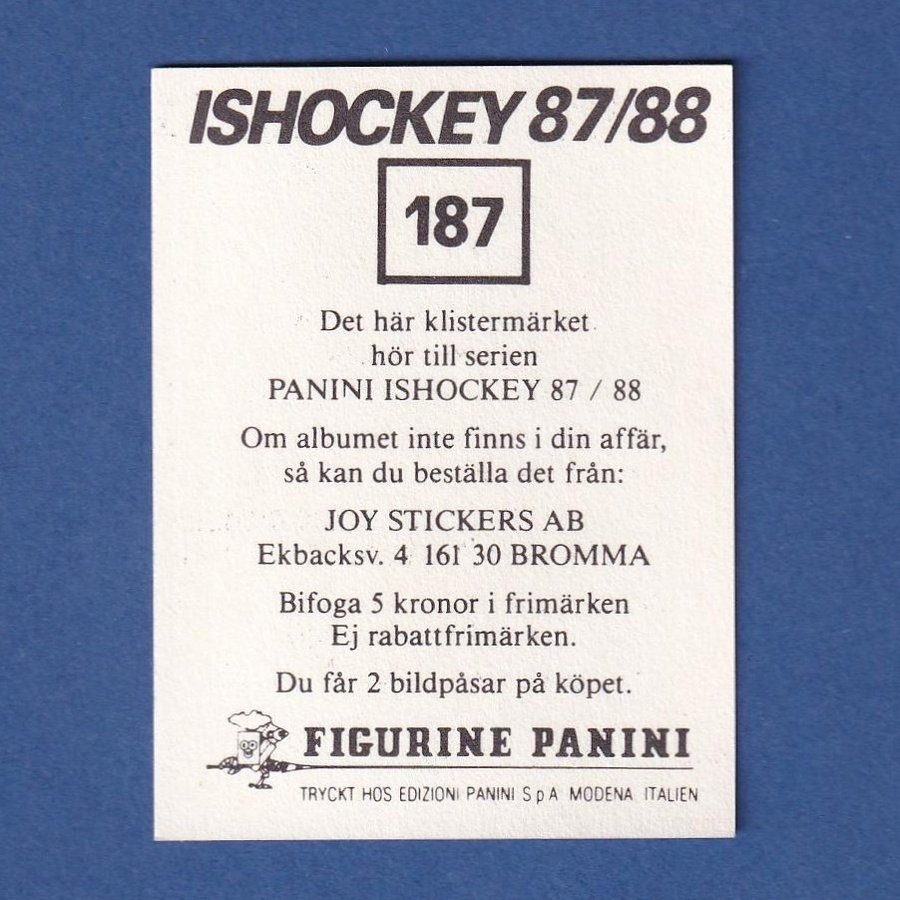 ISHOCKEY 87/88
187
Det här klistermärket
hör till serien
PANINI ISHOCKEY 87 / 88
Om albumet inte finns i din affär,
så kan du beställa det från:
JOY STICKERS AB
Ekbacksv. 4 161 30 BROMMA
Bifoga 5 kronor i frimärken
Ej rabattfrimärken.
Du får 2 bildpåsar på köpet.
FIGURINE PANINI
TRYCKT HOS EDIZIONI PANINI S p A MODENA ITALIEN